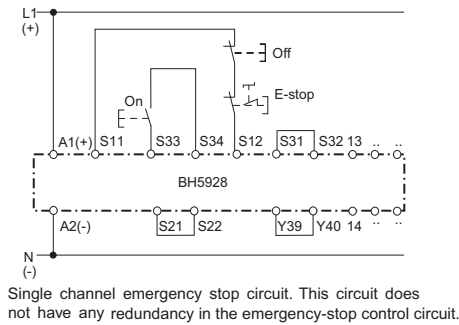 L1
(+)
Off
E-stop
On
A1(+) S11 S33 S34 S12 S31 S32 13 .. ..
BH5928
A2(-) S21 S22 Y39 Y40 14 .. ..
N
(-)
Single channel emergency stop circuit. This circuit does
not have any redundancy in the emergency-stop control circuit.